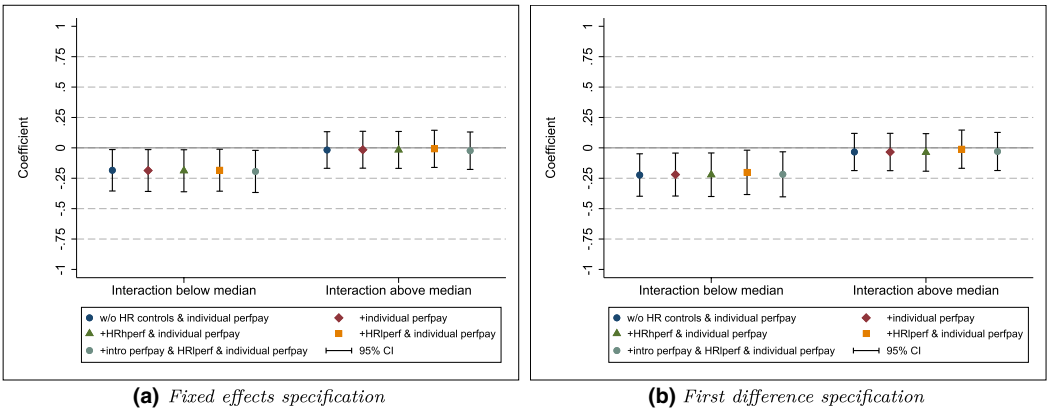 1
.75
.5
.25
0
-.25
-.5
-.75
-1
Coefficient
Interaction below median
Interaction above median
w/o HR controls & individual perfpay
+individual perfpay
+HRhperf & individual perfpay
+HRlperf & individual perfpay
+intro perfpay & HRlperf & individual perfpay
95% CI
(a) Fixed effects specification
1
.75
.5
.25
0
-.25
-.5
-.75
-1
Coefficient
Interaction below median
Interaction above median
w/o HR controls & individual perfpay
+individual perfpay
+HRhperf & individual perfpay
+HRlperf & individual perfpay
+intro perfpay & HRlperf & individual perfpay
95% CI
(b) First difference specification